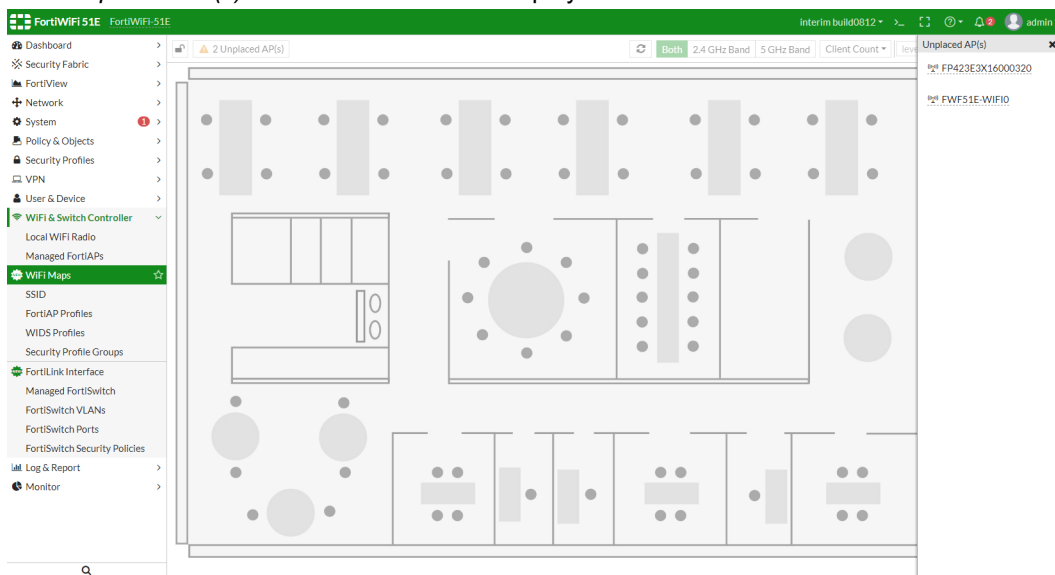 FortiWiFi 51E FortiWiFi-51E
interim build0812 >_ 2 admin
Dashboard
Security Fabric
FortiView
Network
System 1
Policy & Objects
Security Profiles
VPN
User & Device
WiFi & Switch Controller
Local WiFi Radio
Managed FortiAPs
WiFi Maps
SSID
FortiAP Profiles
WIDS Profiles
Security Profile Groups
FortiLink Interface
Managed FortiSwitch
FortiSwitch VLANs
FortiSwitch Ports
FortiSwitch Security Policies
Log & Report
Monitor
2 Unplaced AP(s)
Both 2.4 GHz Band 5 GHz Band Client Count
Unplaced AP(s)
FP423E3X16000320
FWF51E-WIFI0